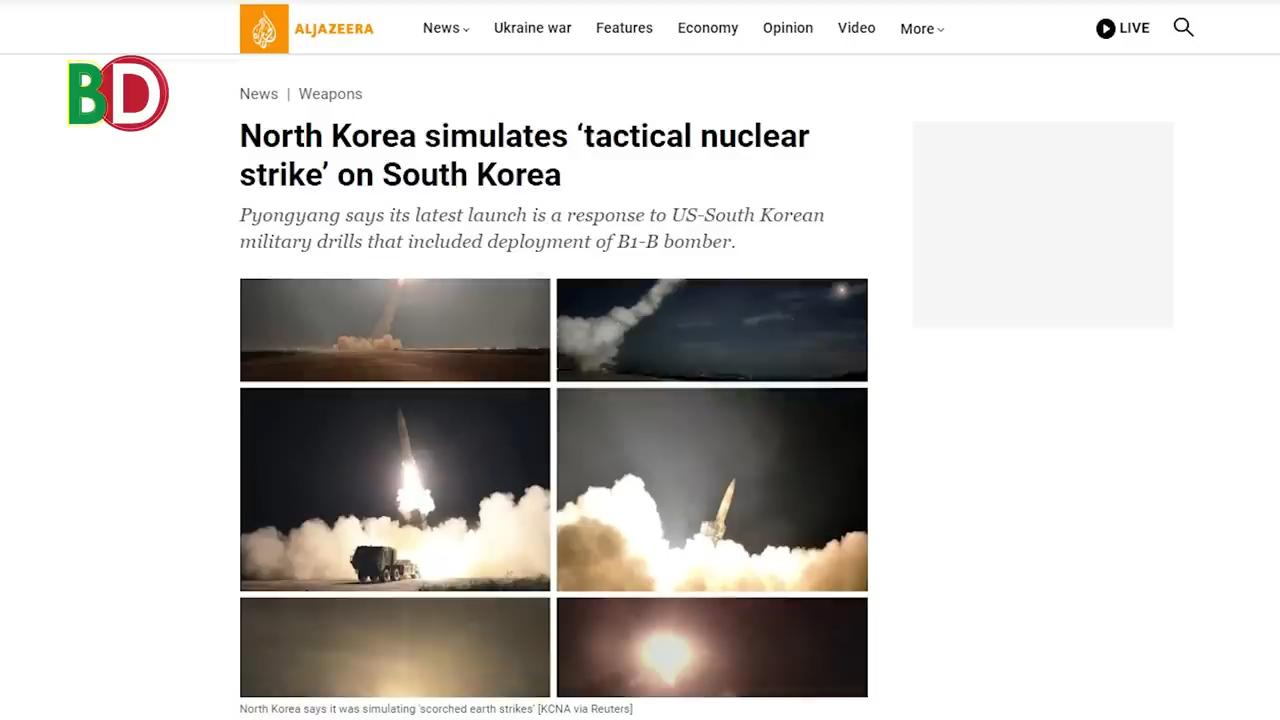 ALJAZEERA
News
Ukraine war
Features
Economy
Opinion
Video
More
LIVE
BD
News | Weapons
North Korea simulates ‘tactical nuclear
strike’ on South Korea
Pyongyang says its latest launch is a response to US-South Korean
military drills that included deployment of B1-B bomber.
North Korea says it was simulating 'scorched earth strikes' [KCNA via Reuters]